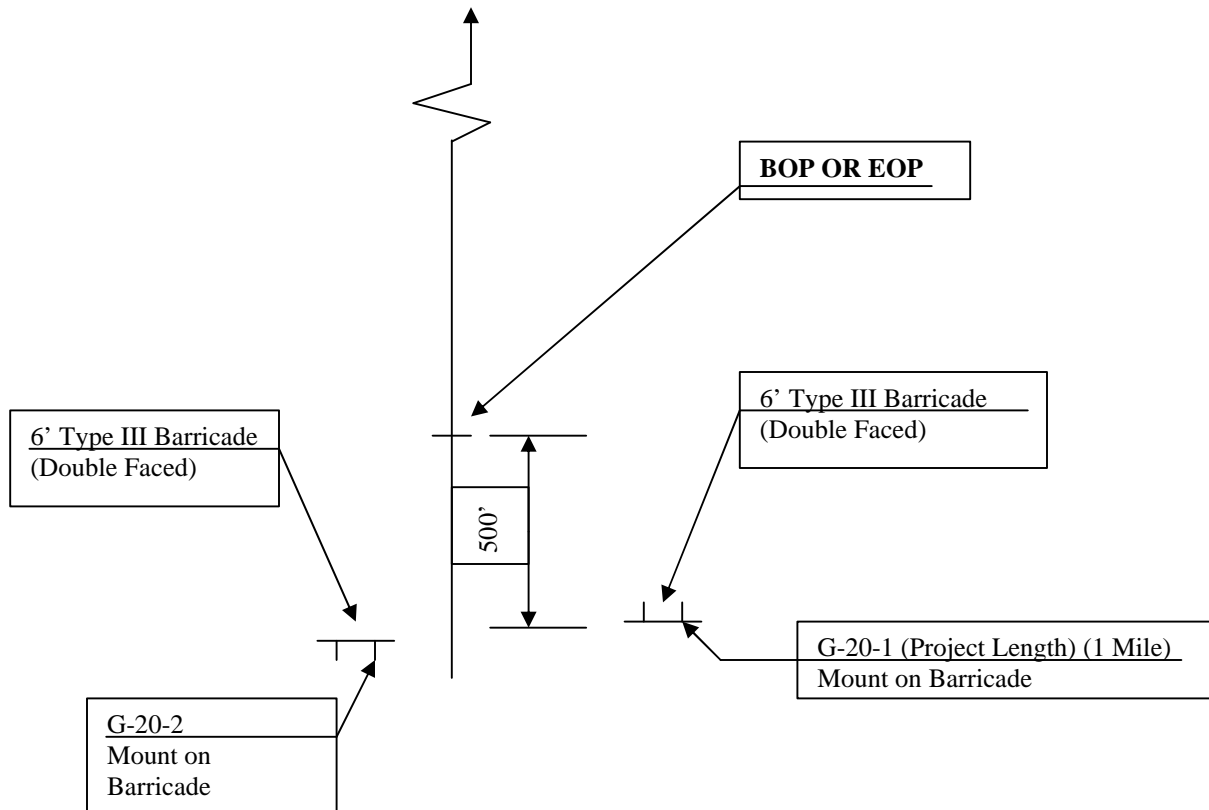 BOP OR EOP
6’ Type III Barricade
(Double Faced)
6’ Type III Barricade
(Double Faced)
500’
G-20-1 (Project Length) (1 Mile)
Mount on Barricade
G-20-2
Mount on
Barricade